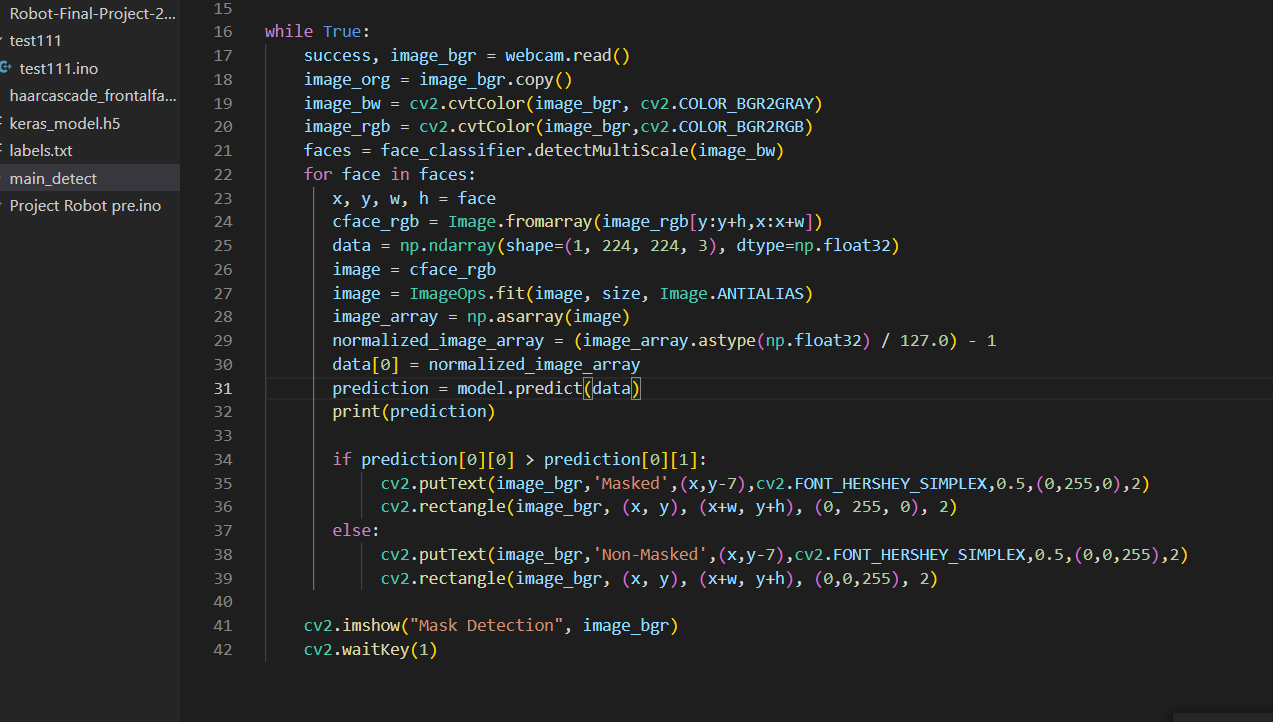 Robot-Final-Project-2...
test111
test111.ino
haarcascade_frontalfa...
keras_model.h5
labels.txt
main_detect
Project Robot pre.ino
15
16 while True:
17 success, image_bgr = webcam.read()
18 image_org = image_bgr.copy()
19 image_bw = cv2.cvtColor(image_bgr, cv2.COLOR_BGR2GRAY)
20 image_rgb = cv2.cvtColor(image_bgr,cv2.COLOR_BGR2RGB)
21 faces = face_classifier.detectMultiScale(image_bw)
22 for face in faces:
23 x, y, w, h = face
24 cface_rgb = Image.fromarray(image_rgb[y:y+h,x:x+w])
25 data = np.ndarray(shape=(1, 224, 224, 3), dtype=np.float32)
26 image = cface_rgb
27 image = ImageOps.fit(image, size, Image.ANTIALIAS)
28 image_array = np.asarray(image)
29 normalized_image_array = (image_array.astype(np.float32) / 127.0) - 1
30 data[0] = normalized_image_array
31 prediction = model.predict(data)
32 print(prediction)
33
34 if prediction[0][0] > prediction[0][1]:
35 cv2.putText(image_bgr,'Masked',(x,y-7),cv2.FONT_HERSHEY_SIMPLEX,0.5,(0,255,0),2)
36 cv2.rectangle(image_bgr, (x, y), (x+w, y+h), (0, 255, 0), 2)
37 else:
38 cv2.putText(image_bgr,'Non-Masked',(x,y-7),cv2.FONT_HERSHEY_SIMPLEX,0.5,(0,0,255),2)
39 cv2.rectangle(image_bgr, (x, y), (x+w, y+h), (0,0,255), 2)
40
41 cv2.imshow("Mask Detection", image_bgr)
42 cv2.waitKey(1)